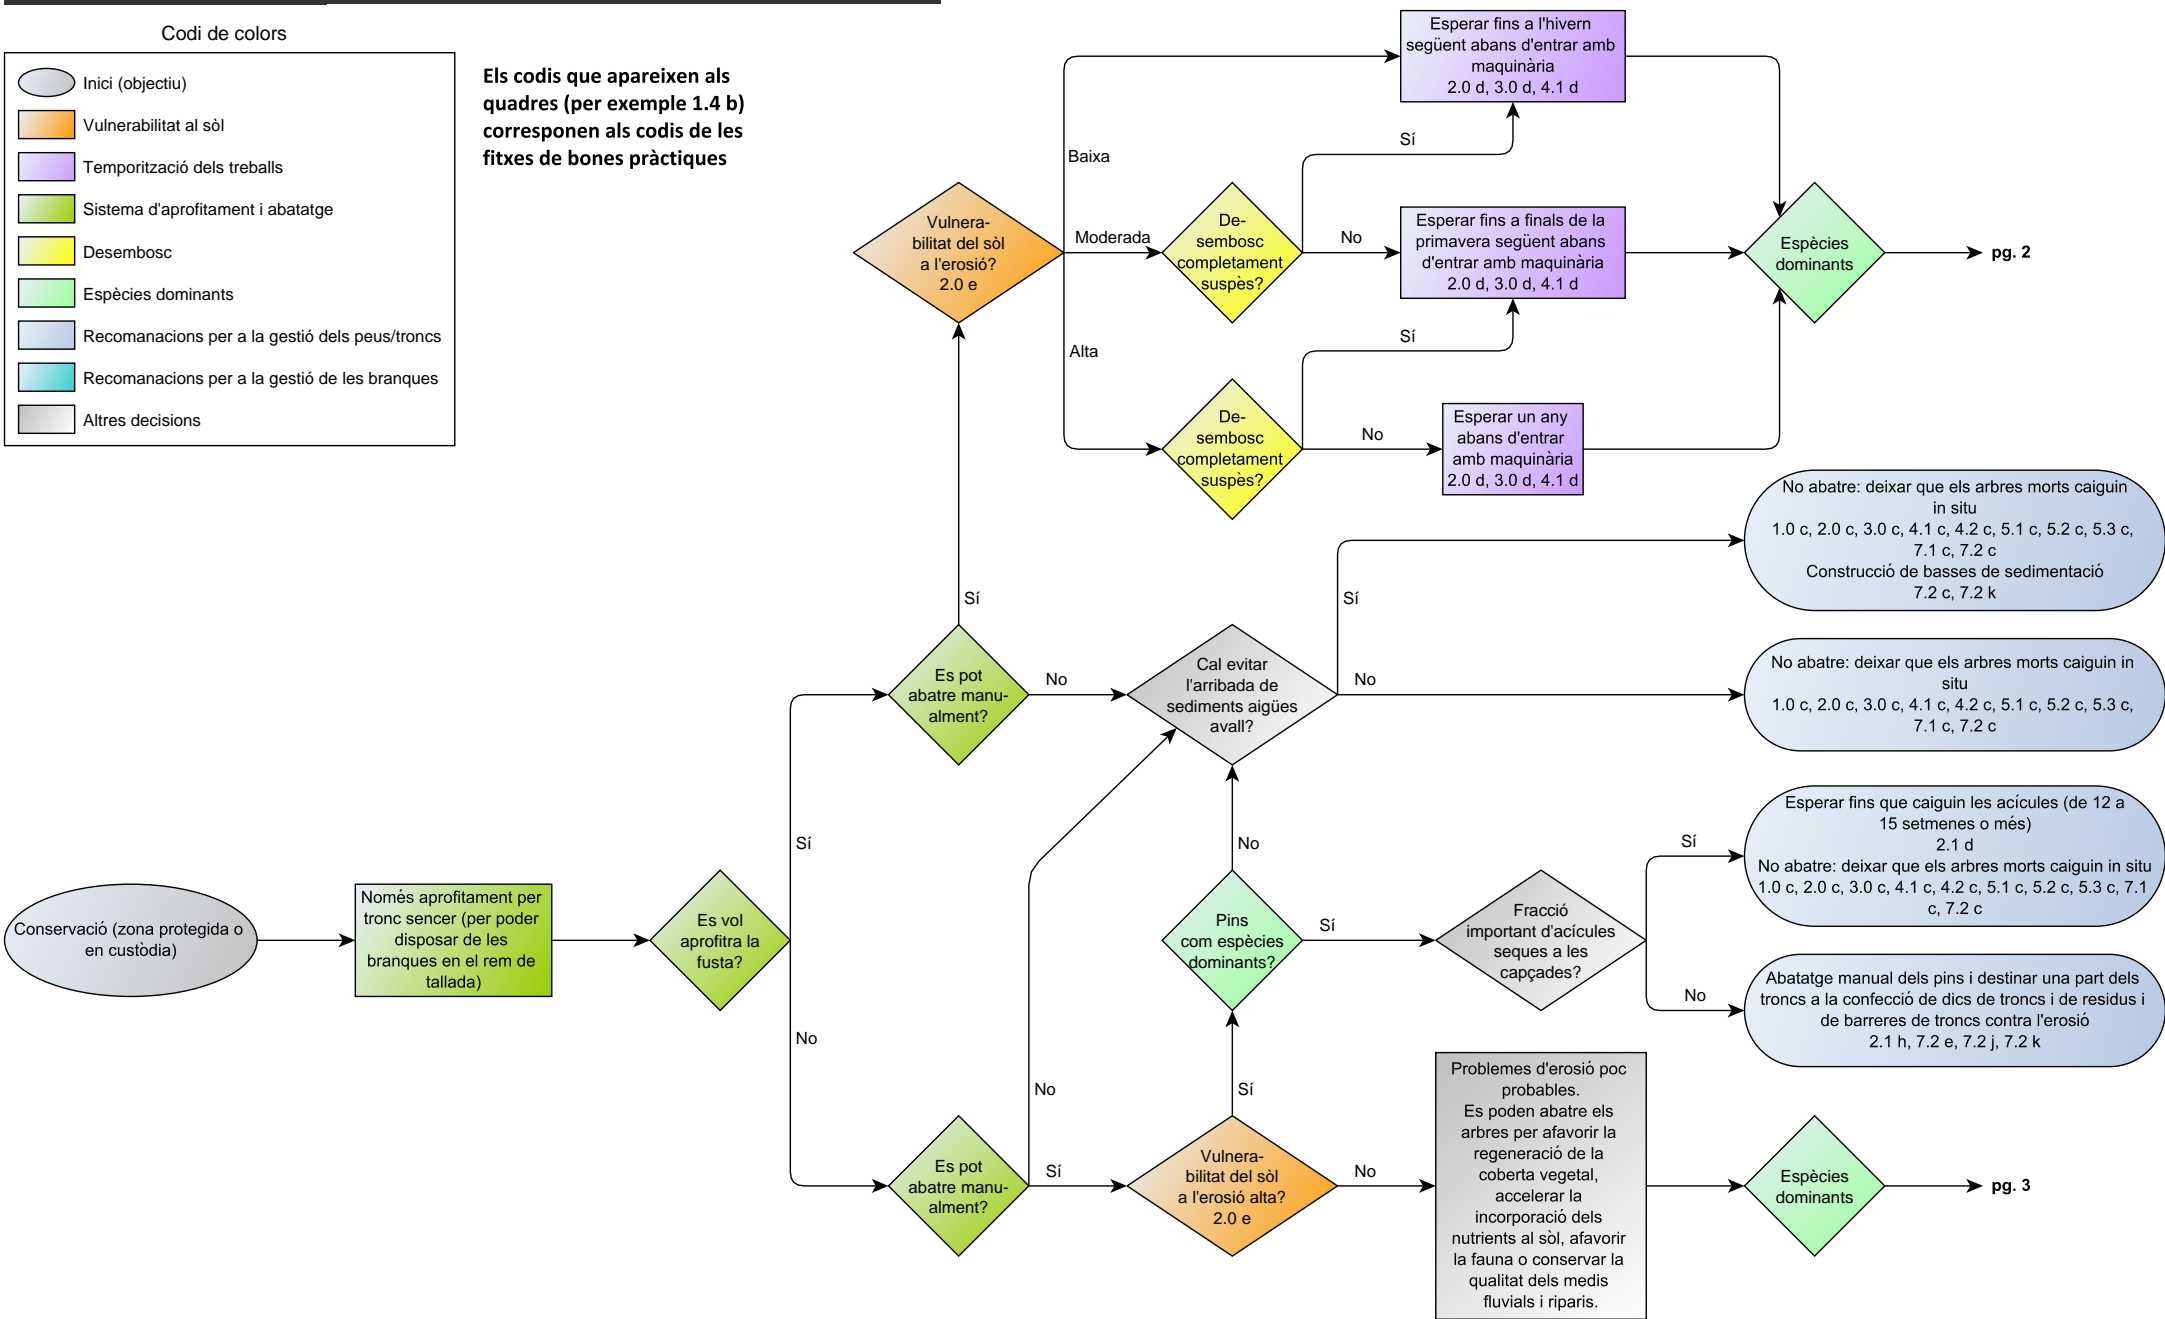 Codi de colors
Inici (objectiu)
Vulnerabilitat al sòl
Temporització dels treballs
Sistema d'aprofitament i abatatge
Desembosc
Espècies dominants
Recomanacions per a la gestió dels peus/troncs
Recomanacions per a la gestió de les branques
Altres decisions
Els codis que apareixen als
quadres (per exemple 1.4 b)
corresponen als codis de les
fitxes de bones pràctiques
Esperar fins a l'hivern
següent abans d'entrar amb
maquinària
2.0 d, 3.0 d, 4.1 d
Baixa
Sí
Vulnera-
bilitat del sòl
a l'erosió?
2.0 e
Moderada
De-
sembosc
completament
suspès?
No
Esperar fins a finals de la
primavera següent abans
d'entrar amb maquinària
2.0 d, 3.0 d, 4.1 d
Espècies
dominants
pg. 2
Alta
Sí
De-
sembosc
completament
suspès?
No
Esperar un any
abans d'entrar
amb maquinària
2.0 d, 3.0 d, 4.1 d
No abatre: deixar que els arbres morts caiguin
in situ
1.0 c, 2.0 c, 3.0 c, 4.1 c, 4.2 c, 5.1 c, 5.2 c, 5.3 c,
7.1 c, 7.2 c
Construcció de basses de sedimentació
7.2 c, 7.2 k
Sí
Sí
Es pot
abatre manu-
alment?
No
Cal evitar
l'arribada de
sediments aigües
avall?
No
No abatre: deixar que els arbres morts caiguin in
situ
1.0 c, 2.0 c, 3.0 c, 4.1 c, 4.2 c, 5.1 c, 5.2 c, 5.3 c,
7.1 c, 7.2 c
Sí
No
Sí
Esperar fins que caiguin les acícules (de 12 a
15 setmenes o més)
2.1 d
No abatre: deixar que els arbres morts caiguin in situ
1.0 c, 2.0 c, 3.0 c, 4.1 c, 4.2 c, 5.1 c, 5.2 c, 5.3 c, 7.1
c, 7.2 c
Conservació (zona protegida o
en custòdia)
Només aprofitament per
tronc sencer (per poder
disposar de les
branques en el rem de
tallada)
Es vol
aprofitra la
fusta?
Pins
com espècies
dominants?
Sí
Fracció
important d'acícules
seques a les
capçades?
No
Abatatge manual dels pins i destinar una part dels
troncs a la confecció de dics de troncs i de residus i
de barreres de troncs contra l'erosió
2.1 h, 7.2 e, 7.2 j, 7.2 k
No
No
Sí
Es pot
abatre manu-
alment?
Sí
Vulnera-
bilitat del sòl
a l'erosió alta?
2.0 e
No
Problemes d'erosió poc
probables.
Es poden abatre els
arbres per afavorir la
regeneració de la
coberta vegetal,
accelerar la
incorporació dels
nutrients al sòl, afavorir
la fauna o conservar la
qualitat dels medis
fluvials i riparis.
Espècies
dominants
pg. 3